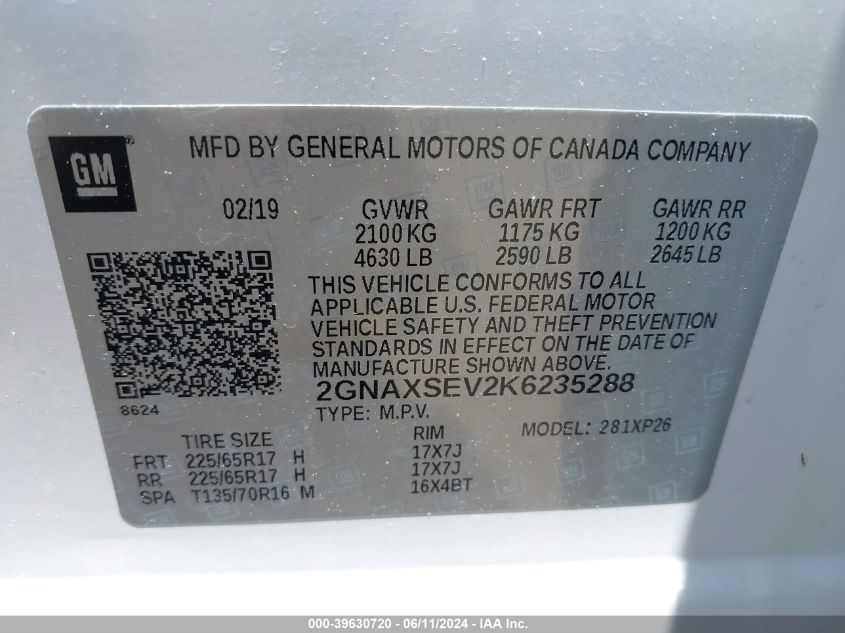 GM
MFD BY GENERAL MOTORS OF CANADA COMPANY
02/19 GVWR GAWR FRT GAWR RR
2100 KG 1175 KG 1200 KG
4630 LB 2590 LB 2645 LB
THIS VEHICLE CONFORMS TO ALL
APPLICABLE U.S. FEDERAL MOTOR
VEHICLE SAFETY AND THEFT PREVENTION
STANDARDS IN EFFECT ON THE DATE OF
MANUFACTURE SHOWN ABOVE.
2GNAXSEV2K6235288
8624
TYPE: M.P.V.
MODEL: 281XP26
TIRE SIZE RIM
FRT 225/65R17 H 17X7J
RR 225/65R17 H 17X7J
SPA T135/70R16 M 16X4BT
000-39630720 - 06/11/2024 - IAA Inc.